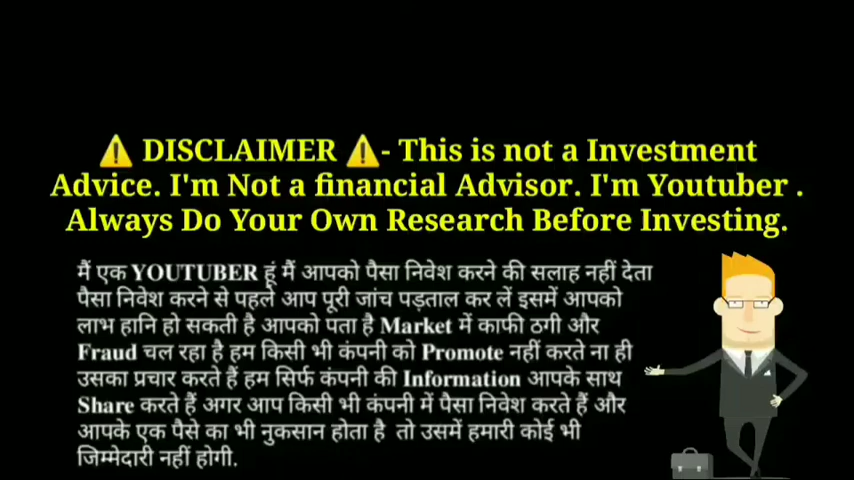 ⚠️ DISCLAIMER ⚠️- This is not a Investment
Advice. I'm Not a financial Advisor. I'm Youtuber .
Always Do Your Own Research Before Investing.
मैं एक YOUTUBER हूं मैं आपको पैसा निवेश करने की सलाह नहीं देता
पैसा निवेश करने से पहले आप पूरी जांच पड़ताल कर लें इसमें आपको
लाभ हानि हो सकती है आपको पता है Market में काफी ठगी और
Fraud चल रहा है हम किसी भी कंपनी को Promote नहीं करते ना ही
उसका प्रचार करते हैं हम सिर्फ कंपनी की Information आपके साथ
Share करते हैं अगर आप किसी भी कंपनी में पैसा निवेश करते हैं और
आपके एक पैसे का भी नुकसान होता है तो उसमें हमारी कोई भी
जिम्मेदारी नहीं होगी.